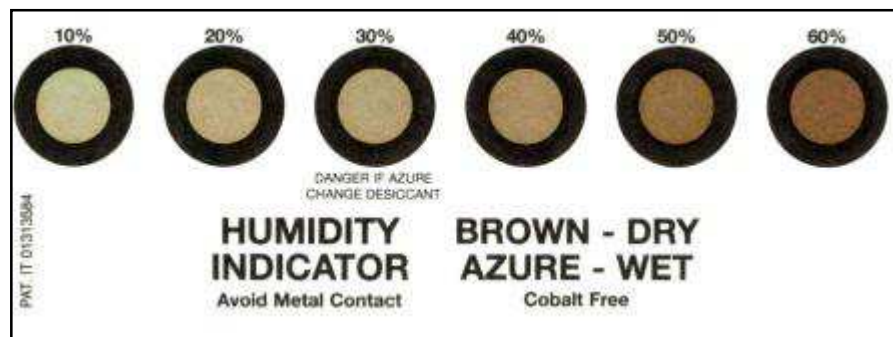 10% 20% 30% 40% 50% 60%
DANGER IF AZURE
CHANGE DESICCANT
HUMIDITY BROWN - DRY
INDICATOR AZURE - WET
Avoid Metal Contact Cobalt Free
PAT. IT 01313584